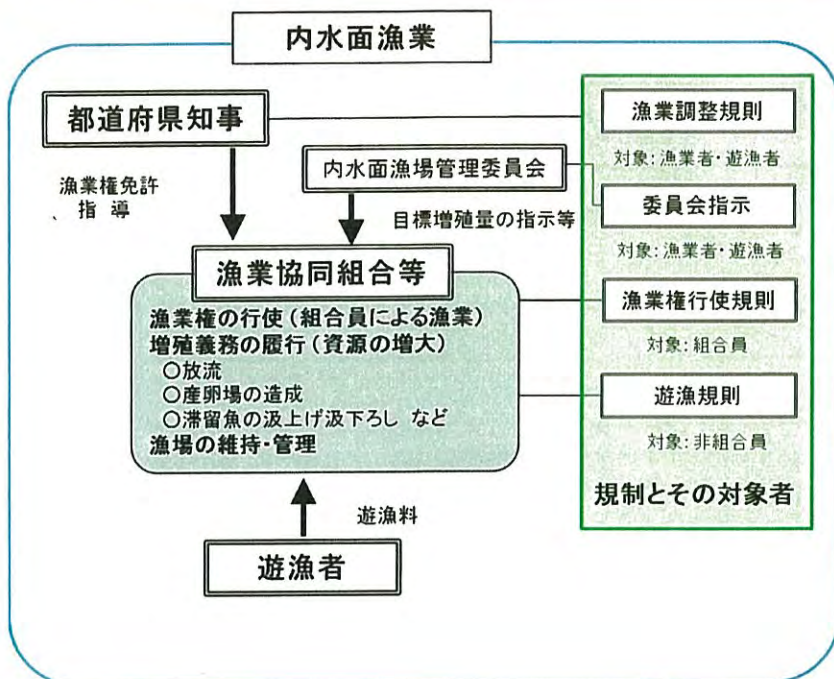 内水面漁業
都道府県知事
漁業権免許
指 導
内水面漁場管理委員会
目標増殖量の指示等
漁業協同組合等
漁業権の行使(組合員による漁業)
増殖義務の履行(資源の増大)
○放流
○産卵場の造成
○滞留魚の汲上げ汲下ろし など
漁場の維持・管理
遊漁料
遊漁者
漁業調整規則
対象:漁業者・遊漁者
委員会指示
対象:漁業者・遊漁者
漁業権行使規則
対象:組合員
遊漁規則
対象:非組合員
規制とその対象者